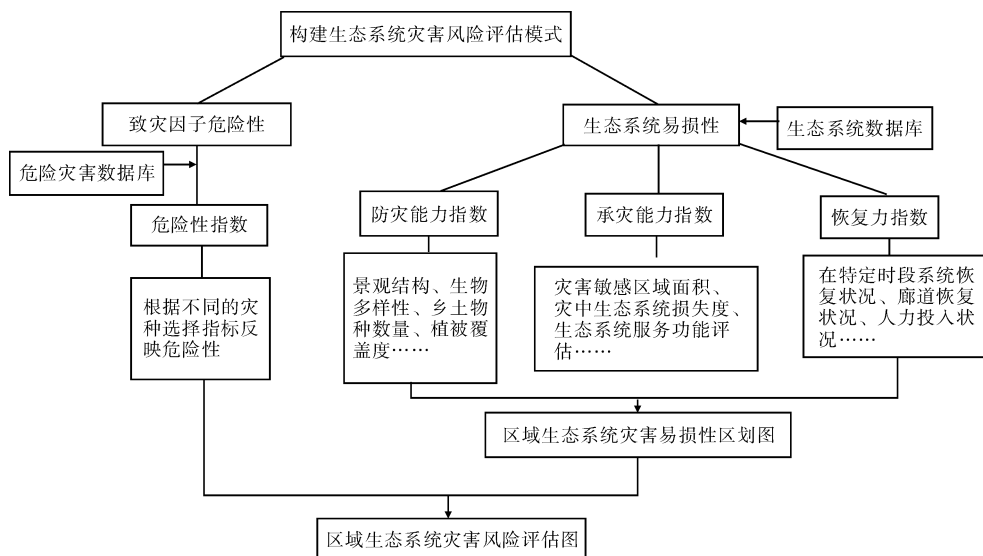 构建生态系统灾害风险评估模式
致灾因子危险性
生态系统易损性
生态系统数据库
危险灾害数据库
危险性指数
防灾能力指数
承灾能力指数
恢复力指数
根据不同的灾
种选择指标反
映危险性
景观结构、生物
多样性、乡土物
种数量、植被覆
盖度……
灾害敏感区域面积、
灾中生态系统损失度、
生态系统服务功能评
估……
在特定时段系统恢
复状况、廊道恢复
状况、人力投入状
况……
区域生态系统灾害易损性区划图
区域生态系统灾害风险评估图